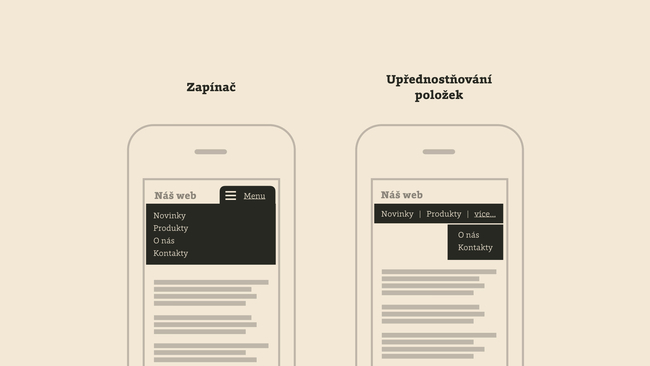 Zapínač
Náš web
Menu
Novinky
Produkty
O nás
Kontakty
Upřednostňování
položek
Náš web
Novinky | Produkty | více...
O nás
Kontakty